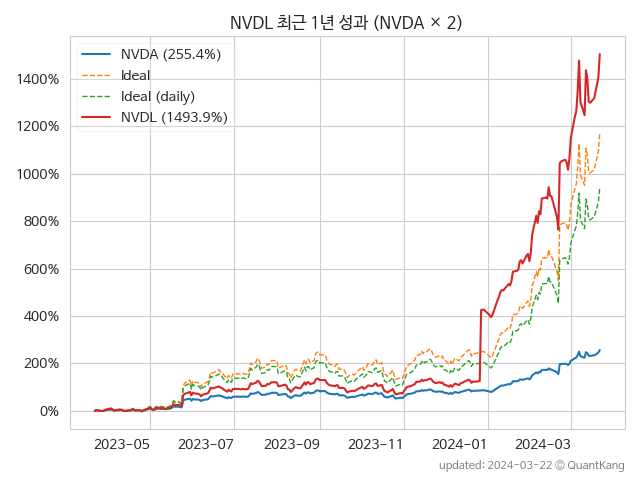 NVDL 최근 1년 성과 (NVDA × 2)
NVDA (255.4%)
Ideal
Ideal (daily)
NVDL (1493.9%)
1400%
1200%
1000%
800%
600%
400%
200%
0%
2023-05 2023-07 2023-09 2023-11 2024-01 2024-03
updated: 2024-03-22 © QuantKang